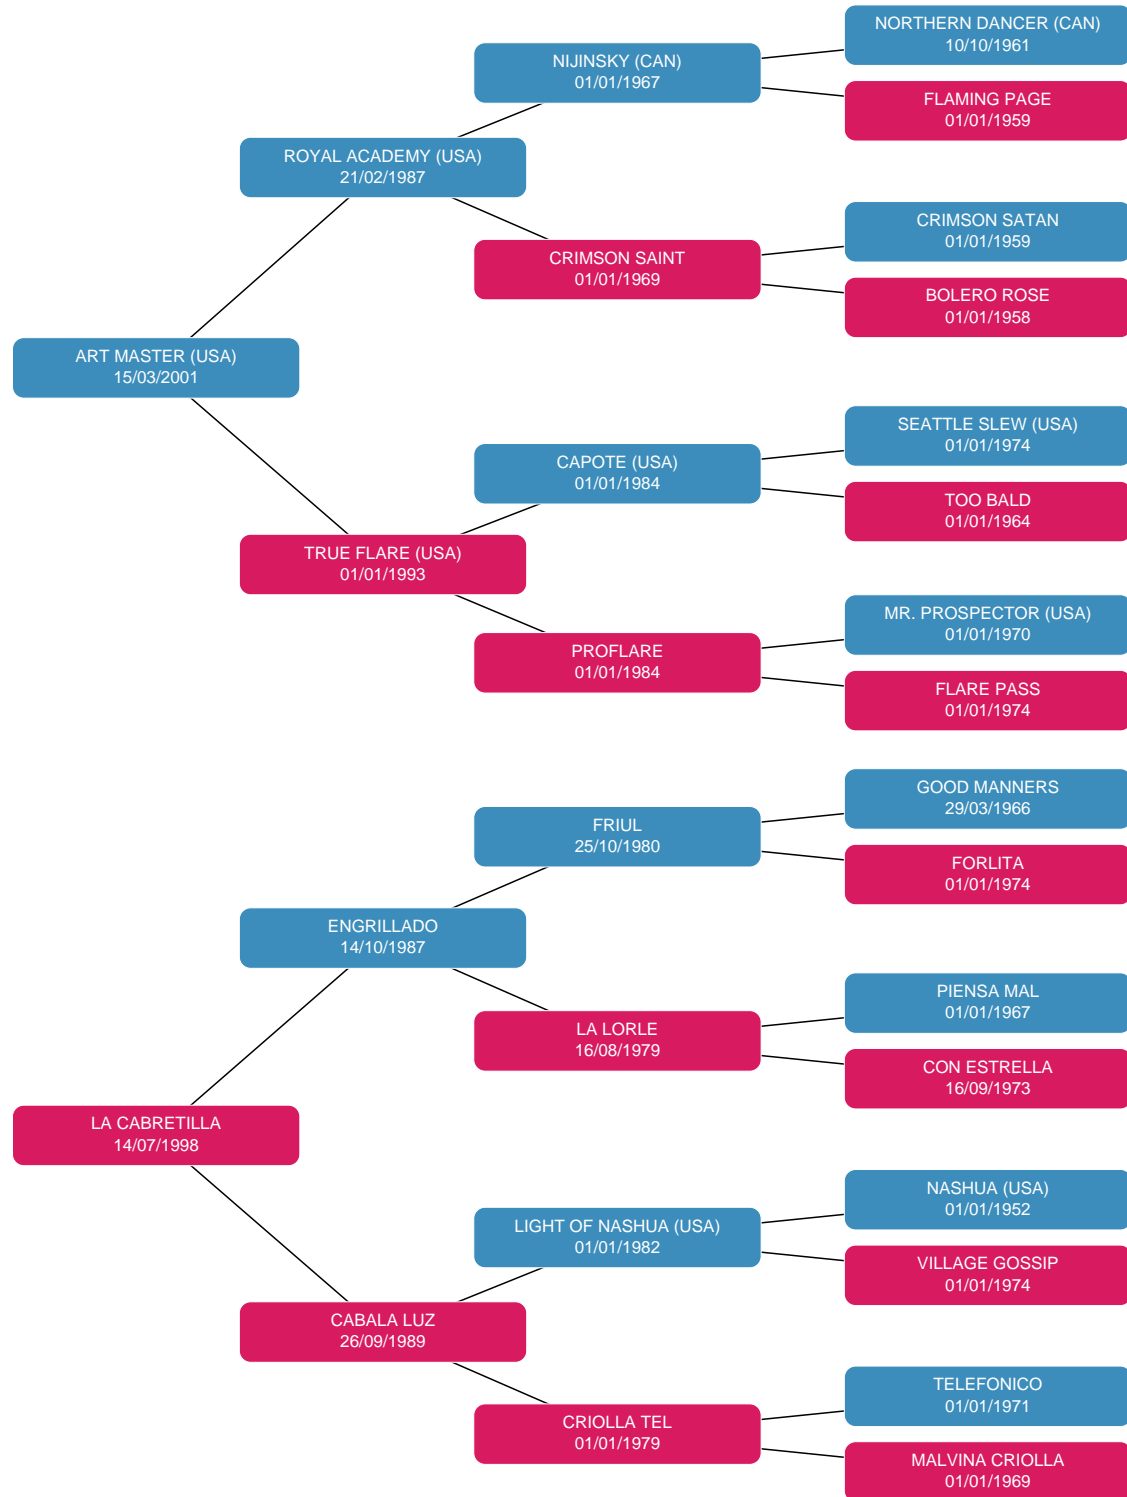 NORTHERN DANCER (CAN)
10/10/1961
NIJINSKY (CAN)
01/01/1967
FLAMING PAGE
01/01/1959
ROYAL ACADEMY (USA)
21/02/1987
CRIMSON SATAN
01/01/1959
CRIMSON SAINT
01/01/1969
BOLERO ROSE
01/01/1958
ART MASTER (USA)
15/03/2001
SEATTLE SLEW (USA)
01/01/1974
CAPOTE (USA)
01/01/1984
TOO BALD
01/01/1964
TRUE FLARE (USA)
01/01/1993
MR. PROSPECTOR (USA)
01/01/1970
PROFLARE
01/01/1984
FLARE PASS
01/01/1974
GOOD MANNERS
29/03/1966
FRIUL
25/10/1980
FORLITA
01/01/1974
ENGRILLADO
14/10/1987
PIENSA MAL
01/01/1967
LA LORLE
16/08/1979
CON ESTRELLA
16/09/1973
LA CABRETILLA
14/07/1998
NASHUA (USA)
01/01/1952
LIGHT OF NASHUA (USA)
01/01/1982
VILLAGE GOSSIP
01/01/1974
CABALA LUZ
26/09/1989
TELEFONICO
01/01/1971
CRIOLLA TEL
01/01/1979
MALVINA CRIOLLA
01/01/1969